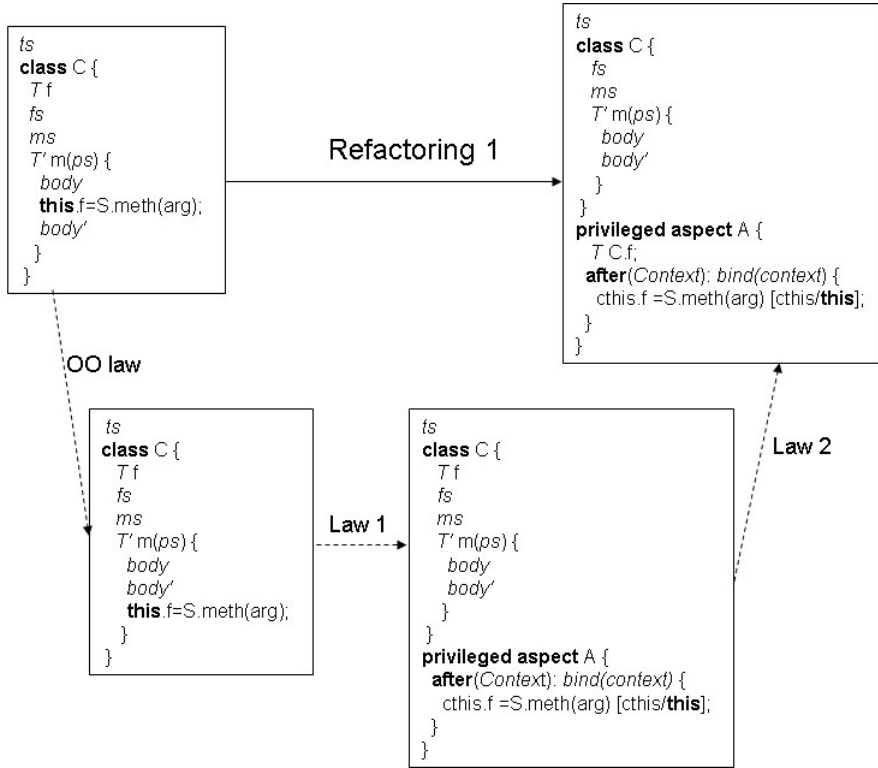 ts
class C {
T f
fs
ms
T' m(ps) {
body
this.f=S.meth(arg);
body'
}
}
Refactoring 1
ts
class C {
fs
ms
T' m(ps) {
body
body'
}
}
privileged aspect A {
T C.f;
after(Context): bind(context) {
cthis.f =S.meth(arg) [cthis/this];
}
}
OO law
ts
class C {
T f
fs
ms
T' m(ps) {
body
body'
this.f=S.meth(arg);
}
}
Law 1
ts
class C {
T f
fs
ms
T' m(ps) {
body
body'
}
}
privileged aspect A {
after(Context): bind(context) {
cthis.f =S.meth(arg) [cthis/this];
}
}
Law 2